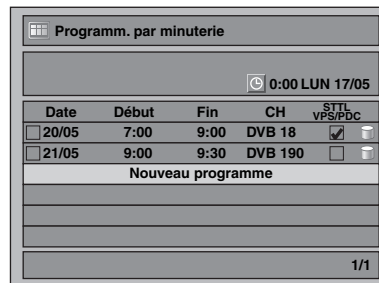 Programm. par minuterie
0:00 LUN 17/05
Date Début Fin CH STTL VPS/PDC
20/05 7:00 9:00 DVB 18
21/05 9:00 9:30 DVB 190
Nouveau programme
1/1